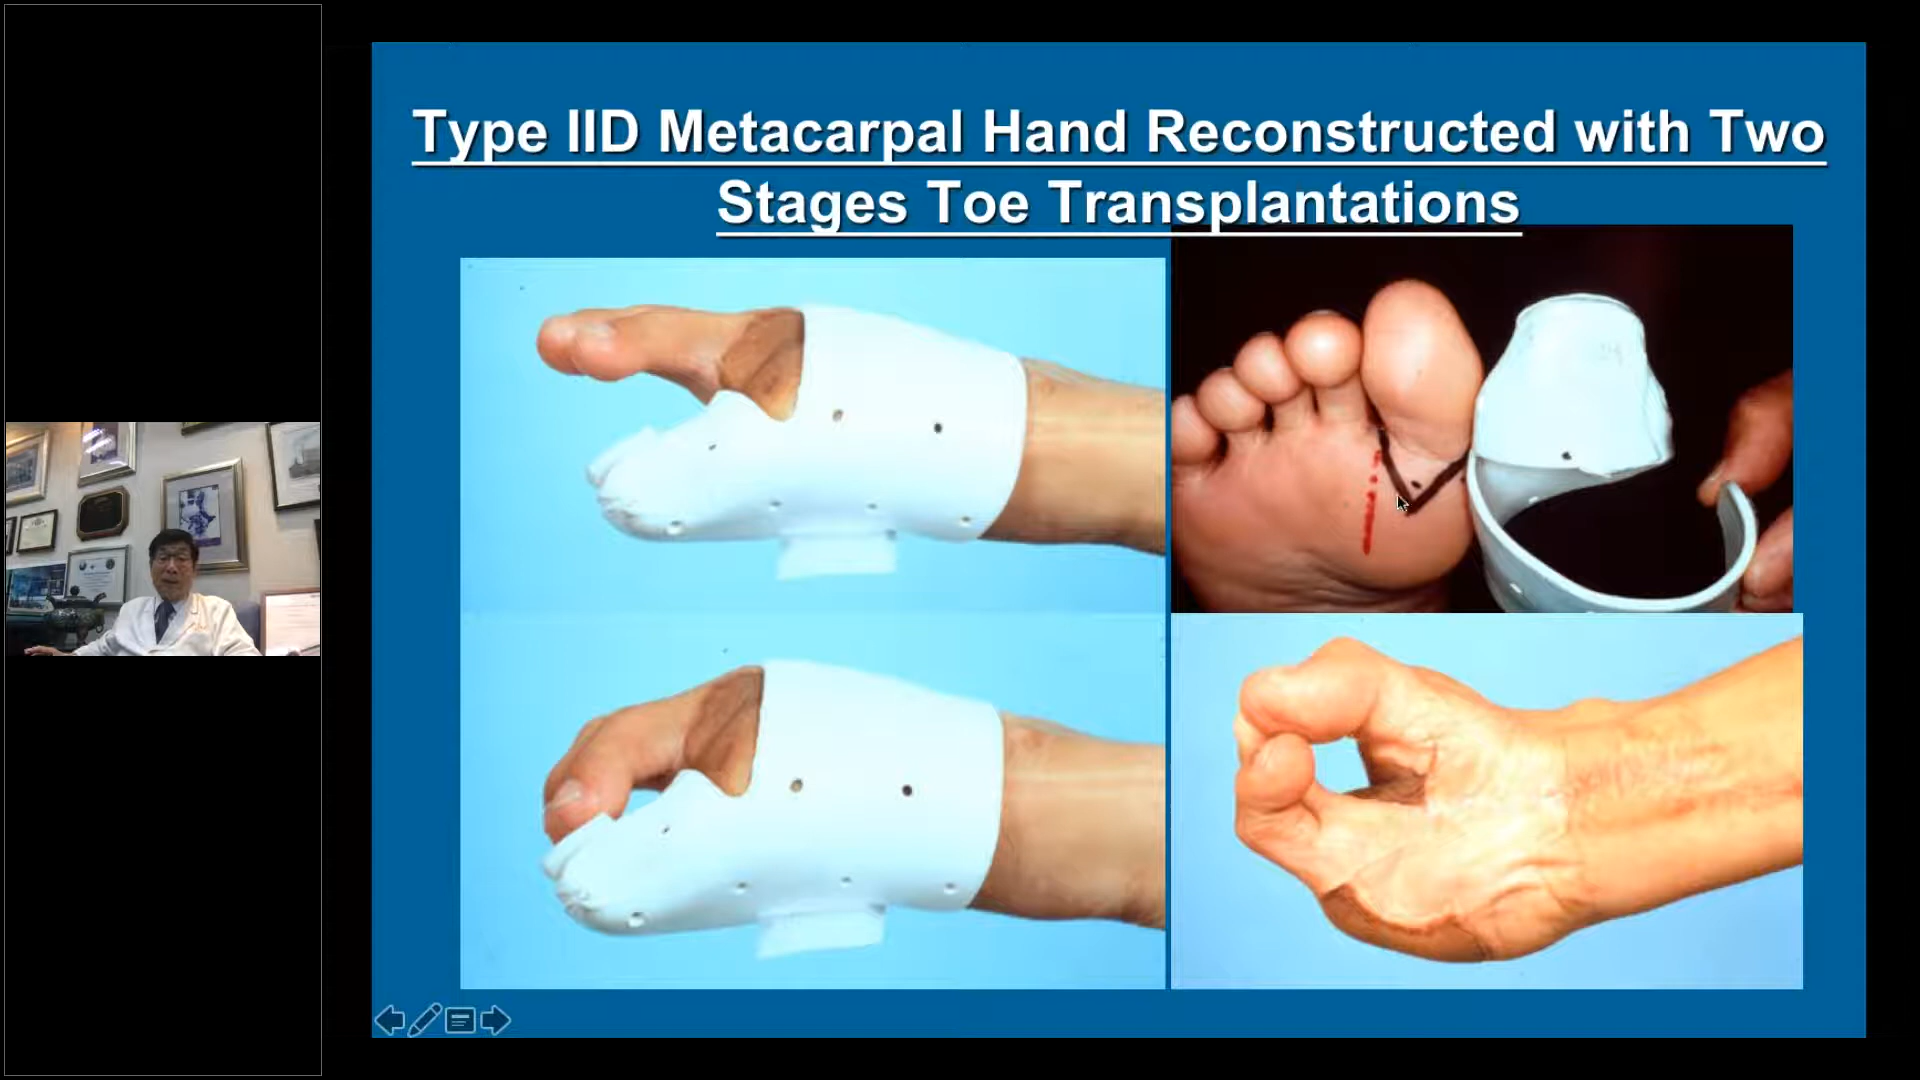 Type IID Metacarpal Hand Reconstructed with Two
Stages Toe Transplantations